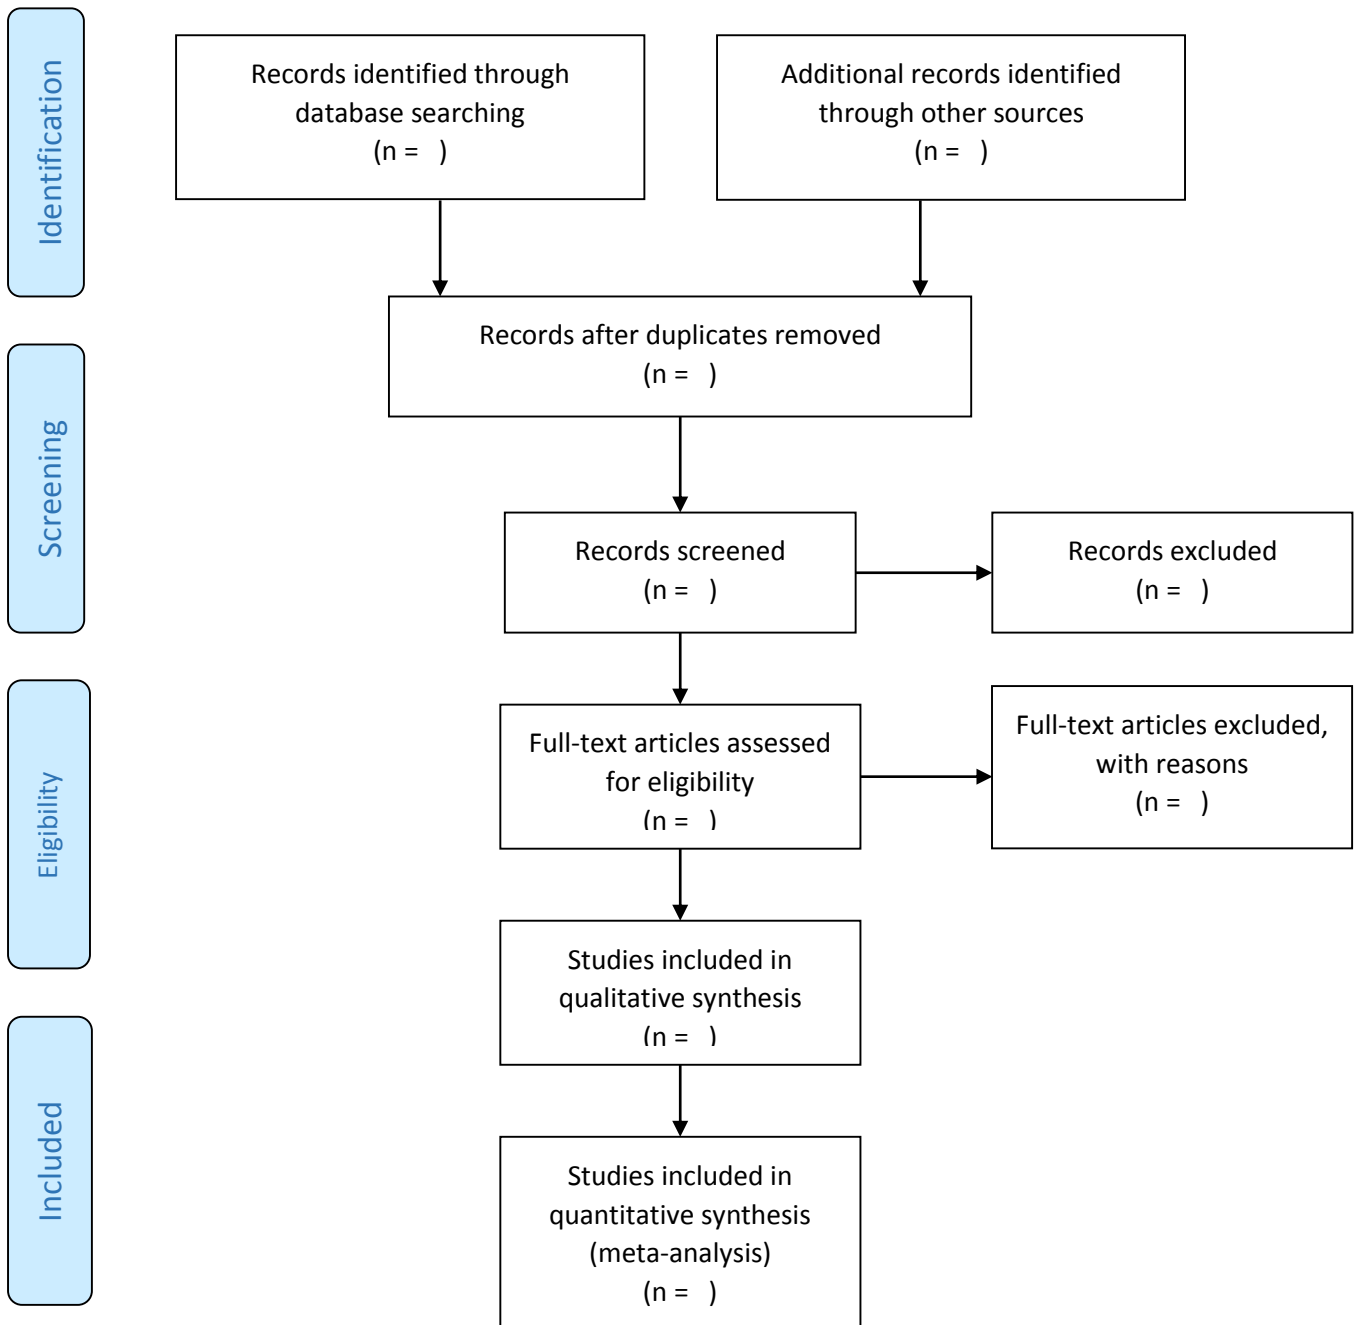 Identification
Records identified through
database searching
(n =   )
Additional records identified
through other sources
(n =   )
Records after duplicates removed
(n =   )
Screening
Records screened
(n =   )
Records excluded
(n =   )
Eligibility
Full-text articles assessed
for eligibility
(n =   )
Full-text articles excluded,
with reasons
(n =   )
Studies included in
qualitative synthesis
(n =   )
Included
Studies included in
quantitative synthesis
(meta-analysis)
(n =   )